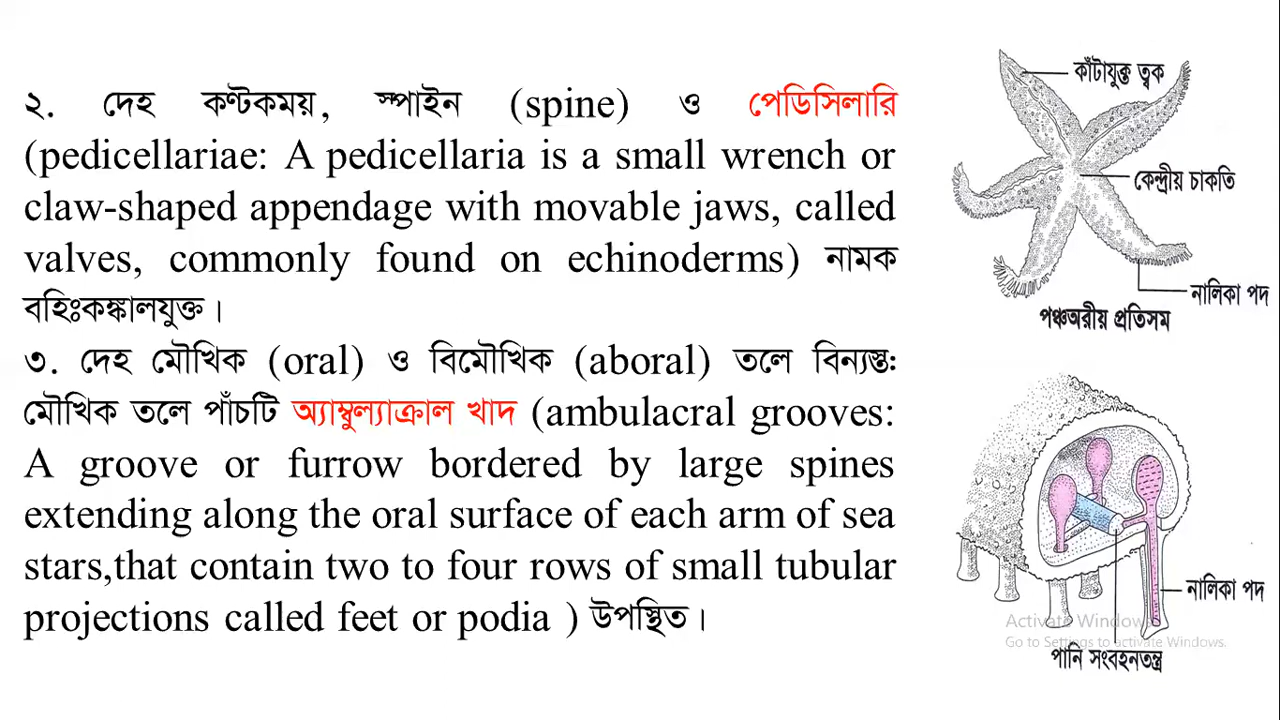 ২. দেহ কণ্টকময়, স্পাইন (spine) ও পেডিসিলারি
(pedicellariae: A pedicellaria is a small wrench or
claw-shaped appendage with movable jaws, called
valves, commonly found on echinoderms) নামক
বহিঃকঙ্কালযুক্ত।
৩. দেহ মৌখিক (oral) ও বিমৌখিক (aboral) তলে বিন্যস্তঃ
মৌখিক তলে পাঁচটি অ্যাম্বুল্যাক্রাল খাদ (ambulacral grooves:
A groove or furrow bordered by large spines
extending along the oral surface of each arm of sea
stars,that contain two to four rows of small tubular
projections called feet or podia ) উপস্থিত।
কাঁটাযুক্ত ত্বক
কেন্দ্রীয় চাকতি
নালিকা পদ
পঞ্চঅরীয় প্রতিসম
নালিকা পদ
Activate Windows
Go to Settings to activate Windows.
পানি সংবহনতন্ত্র